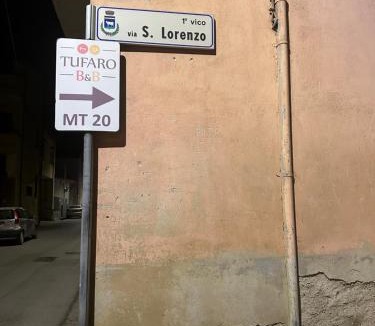 1° vico
via S. Lorenzo
TUFARO
B&B
MT 20